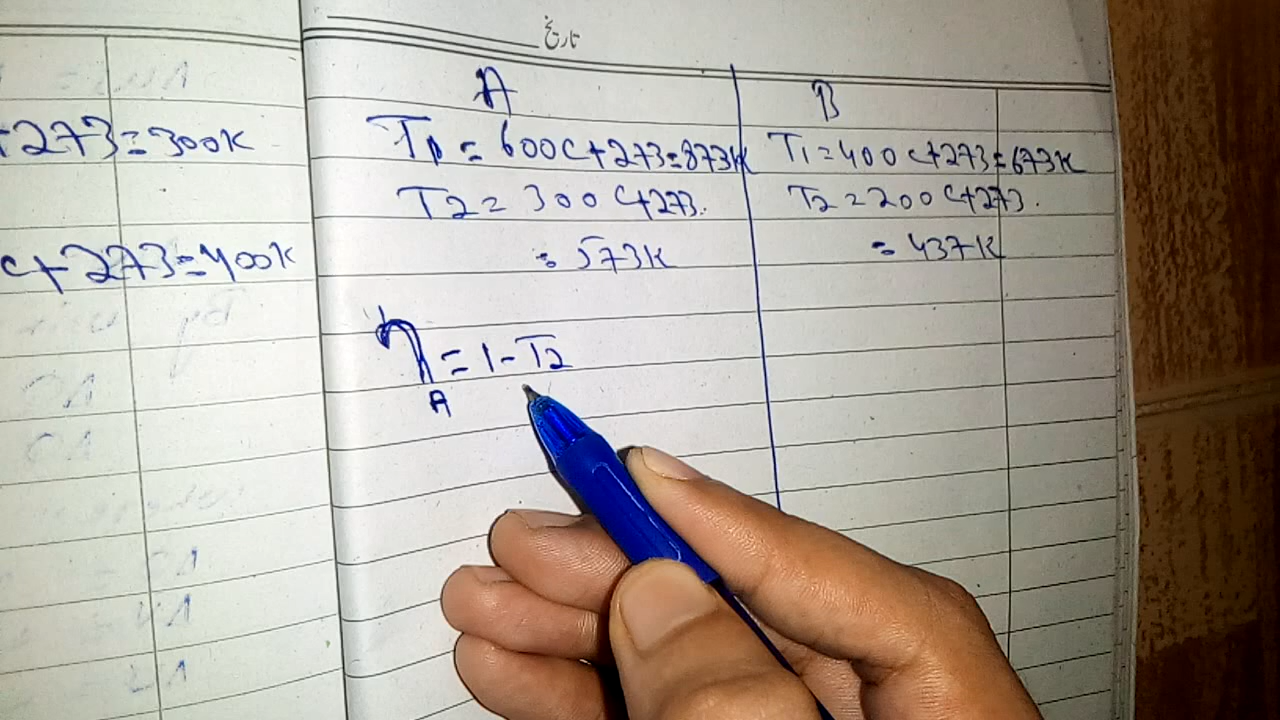 تاریخ
+273=300K
C+273=400K
A
T1=600C+273=873K
T2=300C+273.
=573K
η
A
=1-T2
B
T1=400C+273=673K
T2=200C+273.
=437K